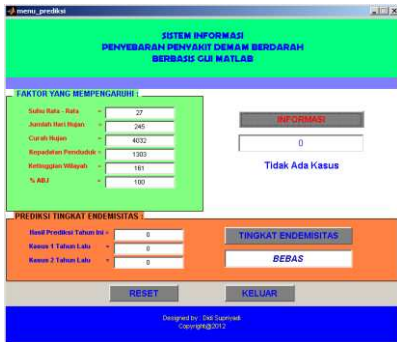 menu_prediksi
SISTEM INFORMASI
PENYEBARAN PENYAKIT DEMAM BERDARAH
BERBASIS GUI MATLAB
FAKTOR YANG MEMPENGARUHI :
Suhu Rata - Rata = 27
Jumlah Hari Hujan = 245
Curah Hujan = 4032
Kepadatan Penduduk = 1303
Ketinggian Wilayah = 161
% ABJ = 100
INFORMASI
0
Tidak Ada Kasus
PREDIKSI TINGKAT ENDEMISITAS :
Hasil Prediksi Tahun Ini = 0
Kasus 1 Tahun Lalu = 0
Kasus 2 Tahun Lalu = 0
TINGKAT ENDEMISITAS
BEBAS
RESET
KELUAR
Designed by : Didi Supriyadi
Copyright@2012